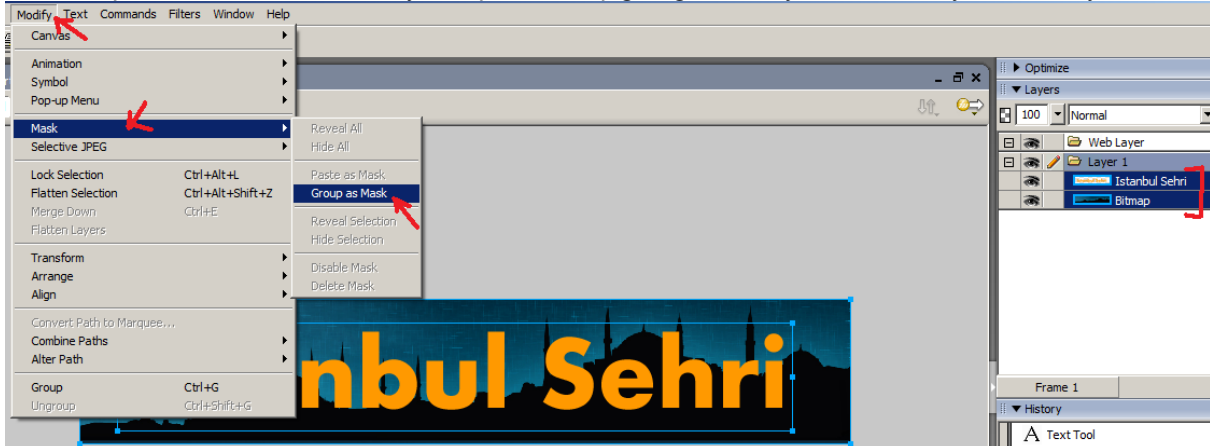 Modify Text Commands Filters Window Help
Canvas
Animation
Symbol
Pop-up Menu
Mask
Selective JPEG
Lock Selection Ctrl+Alt+L
Flatten Selection Ctrl+Alt+Shift+Z
Merge Down Ctrl+E
Flatten Layers
Transform
Arrange
Align
Convert Path to Marquee...
Combine Paths
Alter Path
Group Ctrl+G
Ungroup Ctrl+Shift+G
Reveal All
Hide All
Paste as Mask
Group as Mask
Reveal Selection
Hide Selection
Disable Mask
Delete Mask
nbul Sehri
Optimize
Layers
100 Normal
Web Layer
Layer 1
Istanbul Sehri
Bitmap
Frame 1
History
A Text Tool